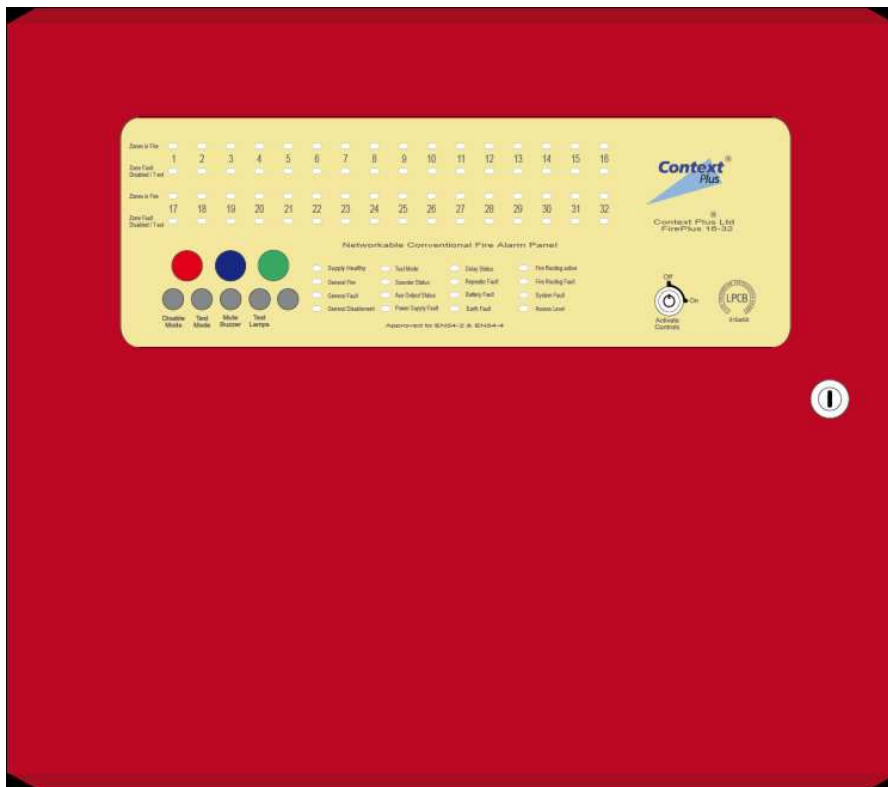 Zones in Fire
1 2 3 4 5 6 7 8 9 10 11 12 13 14 15 16
Zone Fault
Disabled / Test
Zones in Fire
17 18 19 20 21 22 23 24 25 26 27 28 29 30 31 32
Zone Fault
Disabled / Test
Context®
Plus
®
Context Plus Ltd
FirePlus 16-32
Networkable Conventional Fire Alarm Panel
Supply Healthy Test Mode Delay Status Fire Routing active
General Fire Sounder Status Repeater Fault Fire Routing Fault
General Fault Aux Output Status Battery Fault System Fault
General Disablement Power Supply Fault Earth Fault Access Level
Approved to EN54-2 & EN54-4
Disable Mode
Test Mode
Mute Buzzer
Test Lamps
Off
On
Activate
Controls
LPCB